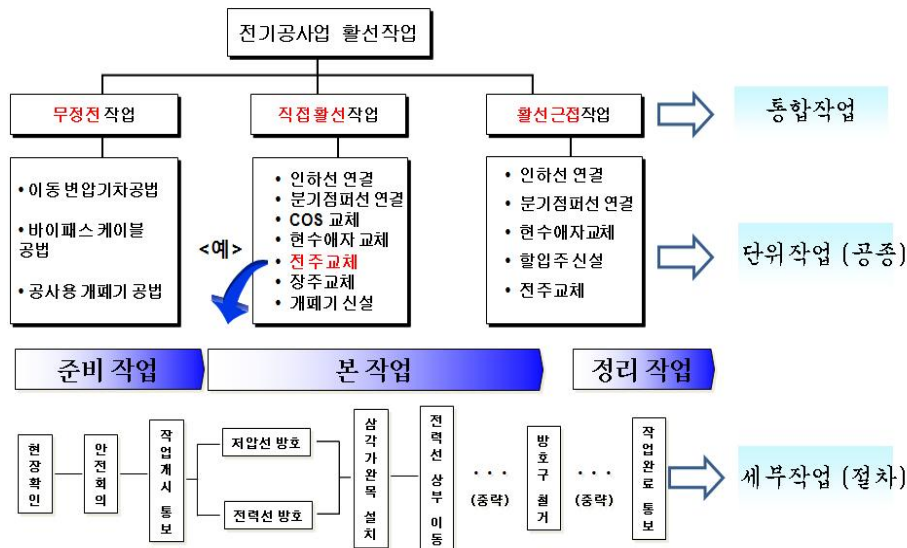 전기공사업 활선작업
무정전 작업
직접활선작업
활선근접작업
통합작업
• 이동 변압기차공법
• 바이패스 케이블
공법
• 공사용 개폐기 공법
<예>
• 인하선 연결
• 분기점퍼선 연결
• COS 교체
• 현수애자 교체
• 전주교체
• 장주교체
• 개폐기 신설
• 인하선 연결
• 분기점퍼선 연결
• 현수애자교체
• 할입주 신설
• 전주교체
단위작업 (공종)
준비 작업
본 작업
정리 작업
현장확인
안전회의
작업개시 통보
저압선 방호
전력선 방호
삼각가완목 설치
전력선 상부 이동
···
(중략)
방호구 철거
···
(중략)
작업완료 통보
세부작업 (절차)